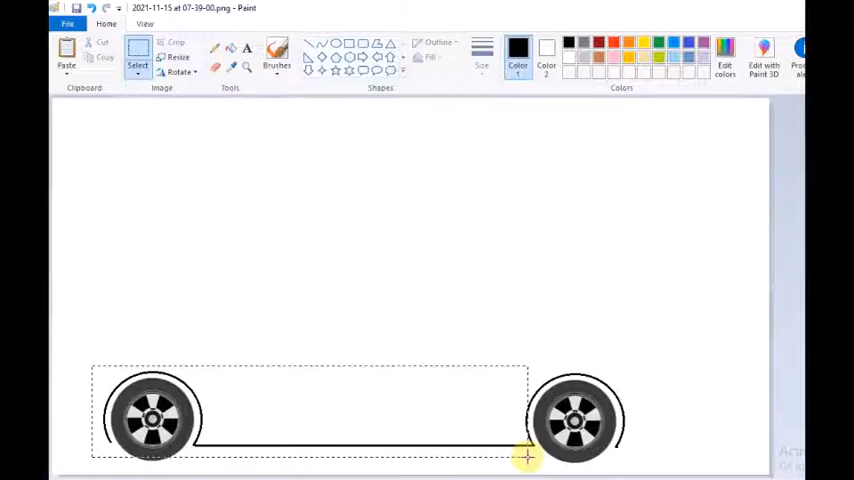 2021-11-15 at 07-39-00.png - Paint
File Home View
Paste
Cut
Copy
Clipboard
Select
Crop
Resize
Rotate
Image
A
Tools
Brushes
Outline
Fill
Shapes
Size
Color 1
Color 2
Colors
Edit colors
Edit with Paint 3D